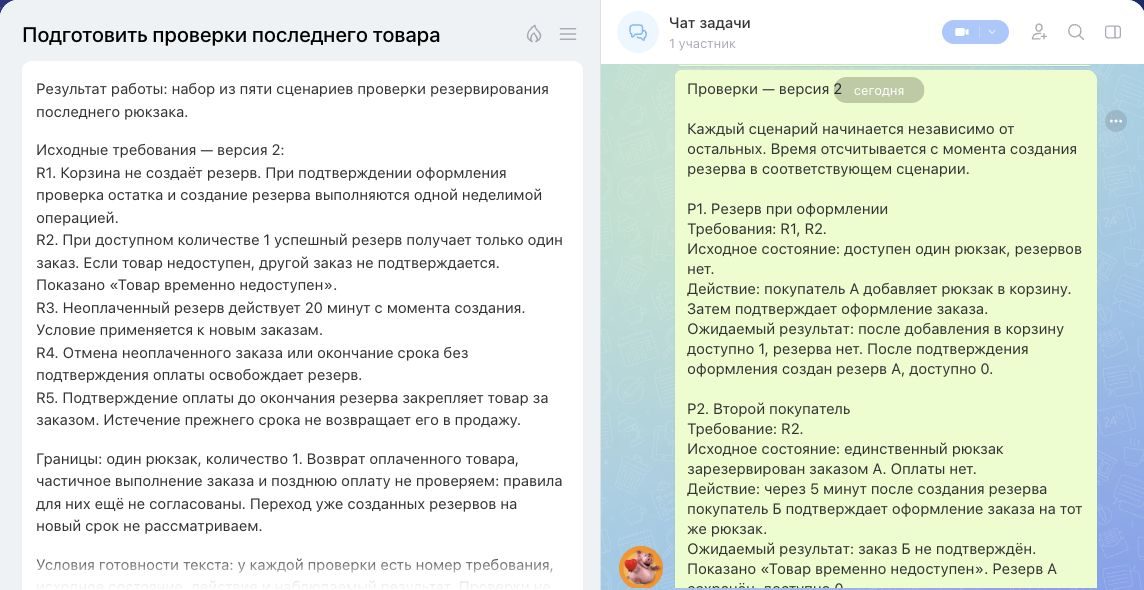 Подготовить проверки последнего товара
Результат работы: набор из пяти сценариев проверки резервирования
последнего рюкзака.
Исходные требования — версия 2:
R1. Корзина не создаёт резерв. При подтверждении оформления
проверка остатка и создание резерва выполняются одной неделимой
операцией.
R2. При доступном количестве 1 успешный резерв получает только один
заказ. Если товар недоступен, другой заказ не подтверждается.
Показано «Товар временно недоступен».
R3. Неоплаченный резерв действует 20 минут с момента создания.
Условие применяется к новым заказам.
R4. Отмена неоплаченного заказа или окончание срока без
подтверждения оплаты освобождает резерв.
R5. Подтверждение оплаты до окончания резерва закрепляет товар за
заказом. Истечение прежнего срока не возвращает его в продажу.
Границы: один рюкзак, количество 1. Возврат оплаченного товара,
частичное выполнение заказа и позднюю оплату не проверяем: правила
для них ещё не согласованы. Переход уже созданных резервов на
новый срок не рассматриваем.
Условия готовности текста: у каждой проверки есть номер требования,
исходное состояние, действия и наблюдаемый результат. Проверки не
Чат задачи
1 участник
сегодня
Проверки — версия 2
Каждый сценарий начинается независимо от
остальных. Время отсчитывается с момента создания
резерва в соответствующем сценарии.
P1. Резерв при оформлении
Требования: R1, R2.
Исходное состояние: доступен один рюкзак, резервов
нет.
Действие: покупатель А добавляет рюкзак в корзину.
Затем подтверждает оформление заказа.
Ожидаемый результат: после добавления в корзину
доступно 1, резерва нет. После подтверждения
оформления создан резерв А, доступно 0.
P2. Второй покупатель
Требование: R2.
Исходное состояние: единственный рюкзак
зарезервирован заказом А. Оплаты нет.
Действие: через 5 минут после создания резерва
покупатель Б подтверждает оформление заказа на тот
же рюкзак.
Ожидаемый результат: заказ Б не подтверждён.
Показано «Товар временно недоступен». Резерв А
сохранён, доступно 0.